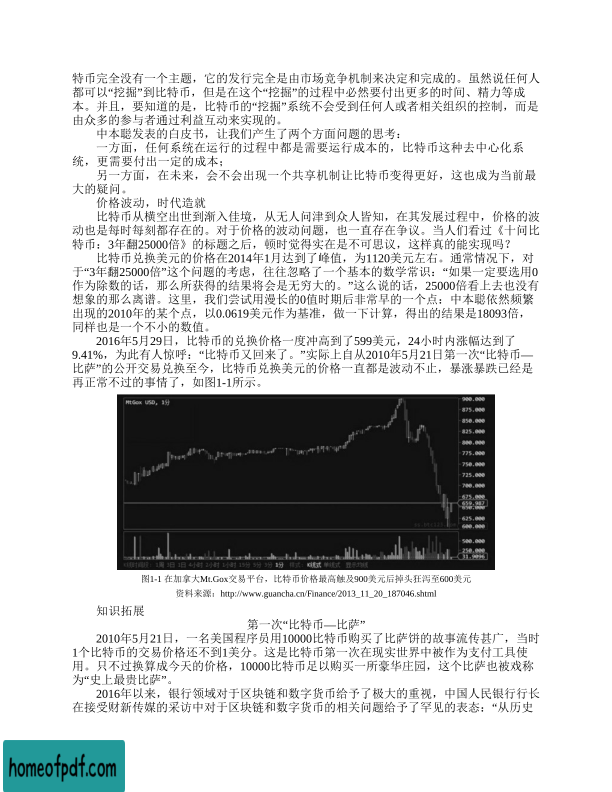 特币完全没有一个主题，它的发行完全是由市场竞争机制来决定和完成的。虽然说任何人
都可以“挖掘”到比特币，但是在这个“挖掘”的过程中必然要付出更多的时间、精力等成
本。并且，要知道的是，比特币的“挖掘”系统不会受到任何人或者相关组织的控制，而是
由众多的参与者通过利益互动来实现的。
中本聪发表的白皮书，让我们产生了两个方面问题的思考：
一方面，任何系统在运行的过程中都是需要运行成本的，比特币这种去中心化系
统，更需要付出一定的成本；
另一方面，在未来，会不会出现一个共享机制让比特币变得更好，这也成为当前最
大的疑问。
价格波动，时代造就
比特币从横空出世到渐入佳境，从无人问津到众人皆知，在其发展过程中，价格的波
动也是每时每刻都存在的。对于价格的波动问题，也一直存在争议。当人们看过《十问比
特币：3年翻25000倍》的标题之后，顿时觉得实在是不可思议，这样真的能实现吗？
比特币兑换美元的价格在2014年1月达到了峰值，为1120美元左右。通常情况下，对
于“3年翻25000倍”这个问题的考虑，往往忽略了一个基本的数学常识：“如果一定要选用0
作为除数的话，那么所获得的结果将会是无穷大的。”这么说的话，25000倍看上去也没有
想象的那么离谱。这里，我们尝试用漫长的0值时期后非常早的一个点：中本聪依然频繁
出现的2010年的某个点，以0.0619美元作为基准，做一下计算，得出的结果是18093倍，
同样也是一个不小的数值。
2016年5月29日，比特币的兑换价格一度冲高到了599美元，24小时内涨幅达到了
9.41%，为此有人惊呼：“比特币又回来了。”实际上自从2010年5月21日第一次“比特币—
比萨”的公开交易兑换至今，比特币兑换美元的价格一直都是波动不止，暴涨暴跌已经是
再正常不过的事情了，如图1-1所示。
MtGox USD, 1分
900.000
875.000
850.000
825.000
800.000
775.000
750.000
725.000
700.000
675.000
659.987
650.000
625.000
600.000
500.000
250.000
31.9096
图1-1 在加拿大Mt.Gox交易平台，比特币价格最高触及900美元后掉头狂泻至600美元
资料来源：http://www.guancha.cn/Finance/2013_11_20_187046.shtml
知识拓展
第一次“比特币—比萨”
2010年5月21日，一名美国程序员用10000比特币购买了比萨饼的故事流传甚广，当时
1个比特币的交易价格还不到1美分。这是比特币第一次在现实世界中被作为支付工具使
用。只不过换算成今天的价格，10000比特币足以购买一所豪华庄园，这个比萨也被戏称
为“史上最贵比萨”。
2016年以来，银行领域对于区块链和数字货币给予了极大的重视，中国人民银行行长
在接受财新传媒的采访中对于区块链和数字货币的相关问题给予了罕见的表态：“从历史
homeofpdf.com